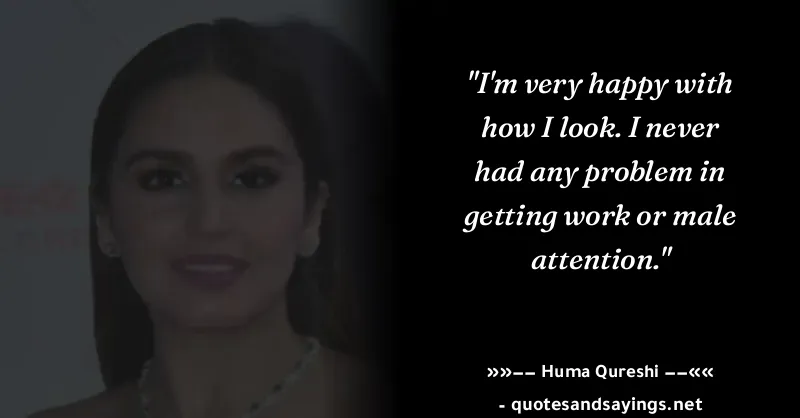 "I'm very happy with
how I look. I never
had any problem in
getting work or male
attention."
»»−− Huma Qureshi −−««
- quotesandsayings.net